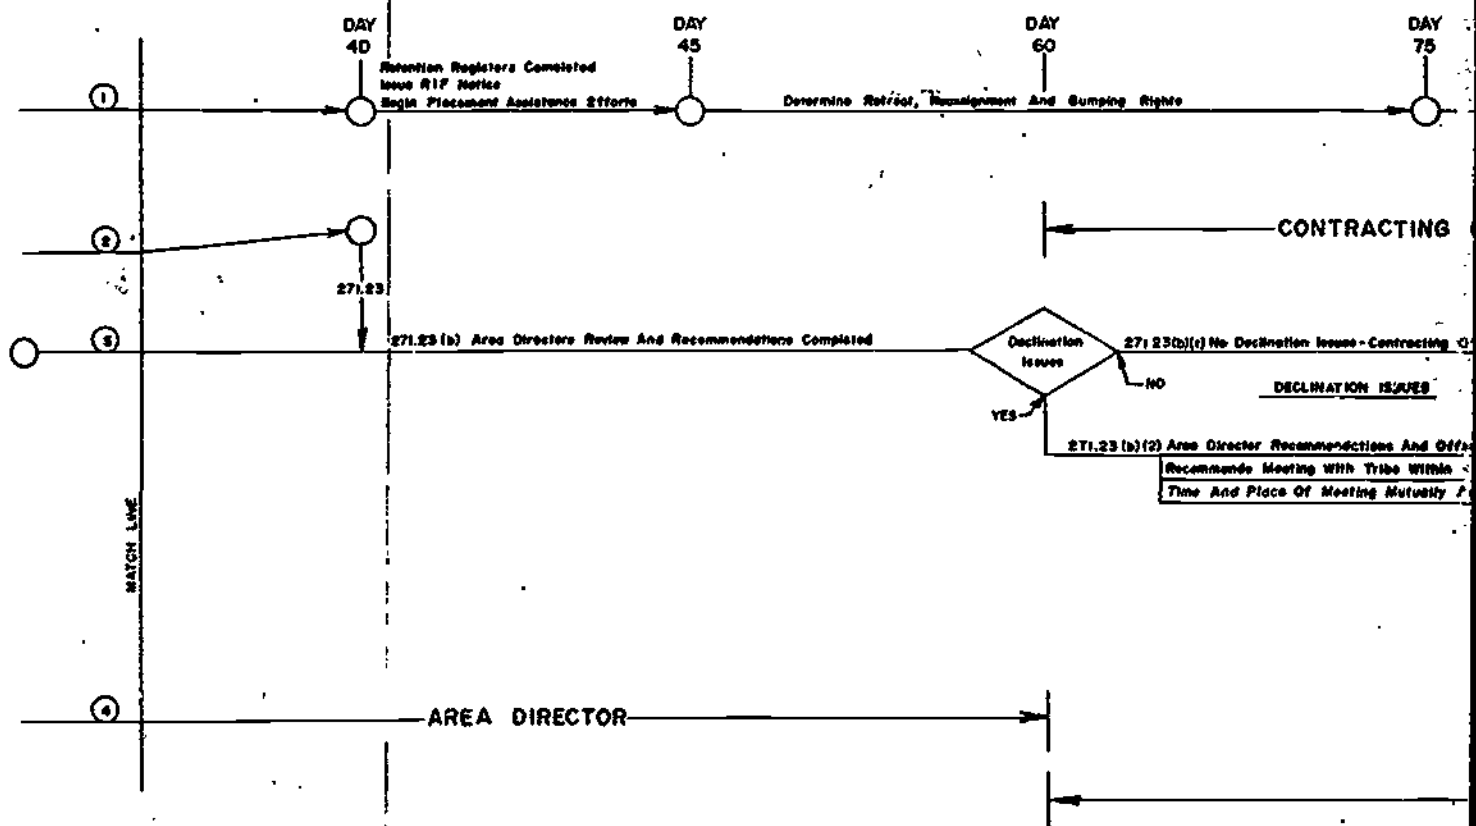 DAY
40
DAY
45
DAY
60
DAY
75
Retention Registers Completed
Issue RIF Notice
1
Begin Placement Assistance Efforts
Determine Retreat, Reassignment And Bumping Rights
2
CONTRACTING
271.23
3
271.23 (b) Area Directors Review And Recommendations Completed
Declination
Issues
271.23(b)(1) No Declination Issues - Contracting
NO
DECLINATION ISSUES
YES
271.23 (b)(2) Area Director Recommendations And
Recommends Meeting With Tribe Within
Time And Place Of Meeting Mutually
MATCH LINE
4
AREA DIRECTOR